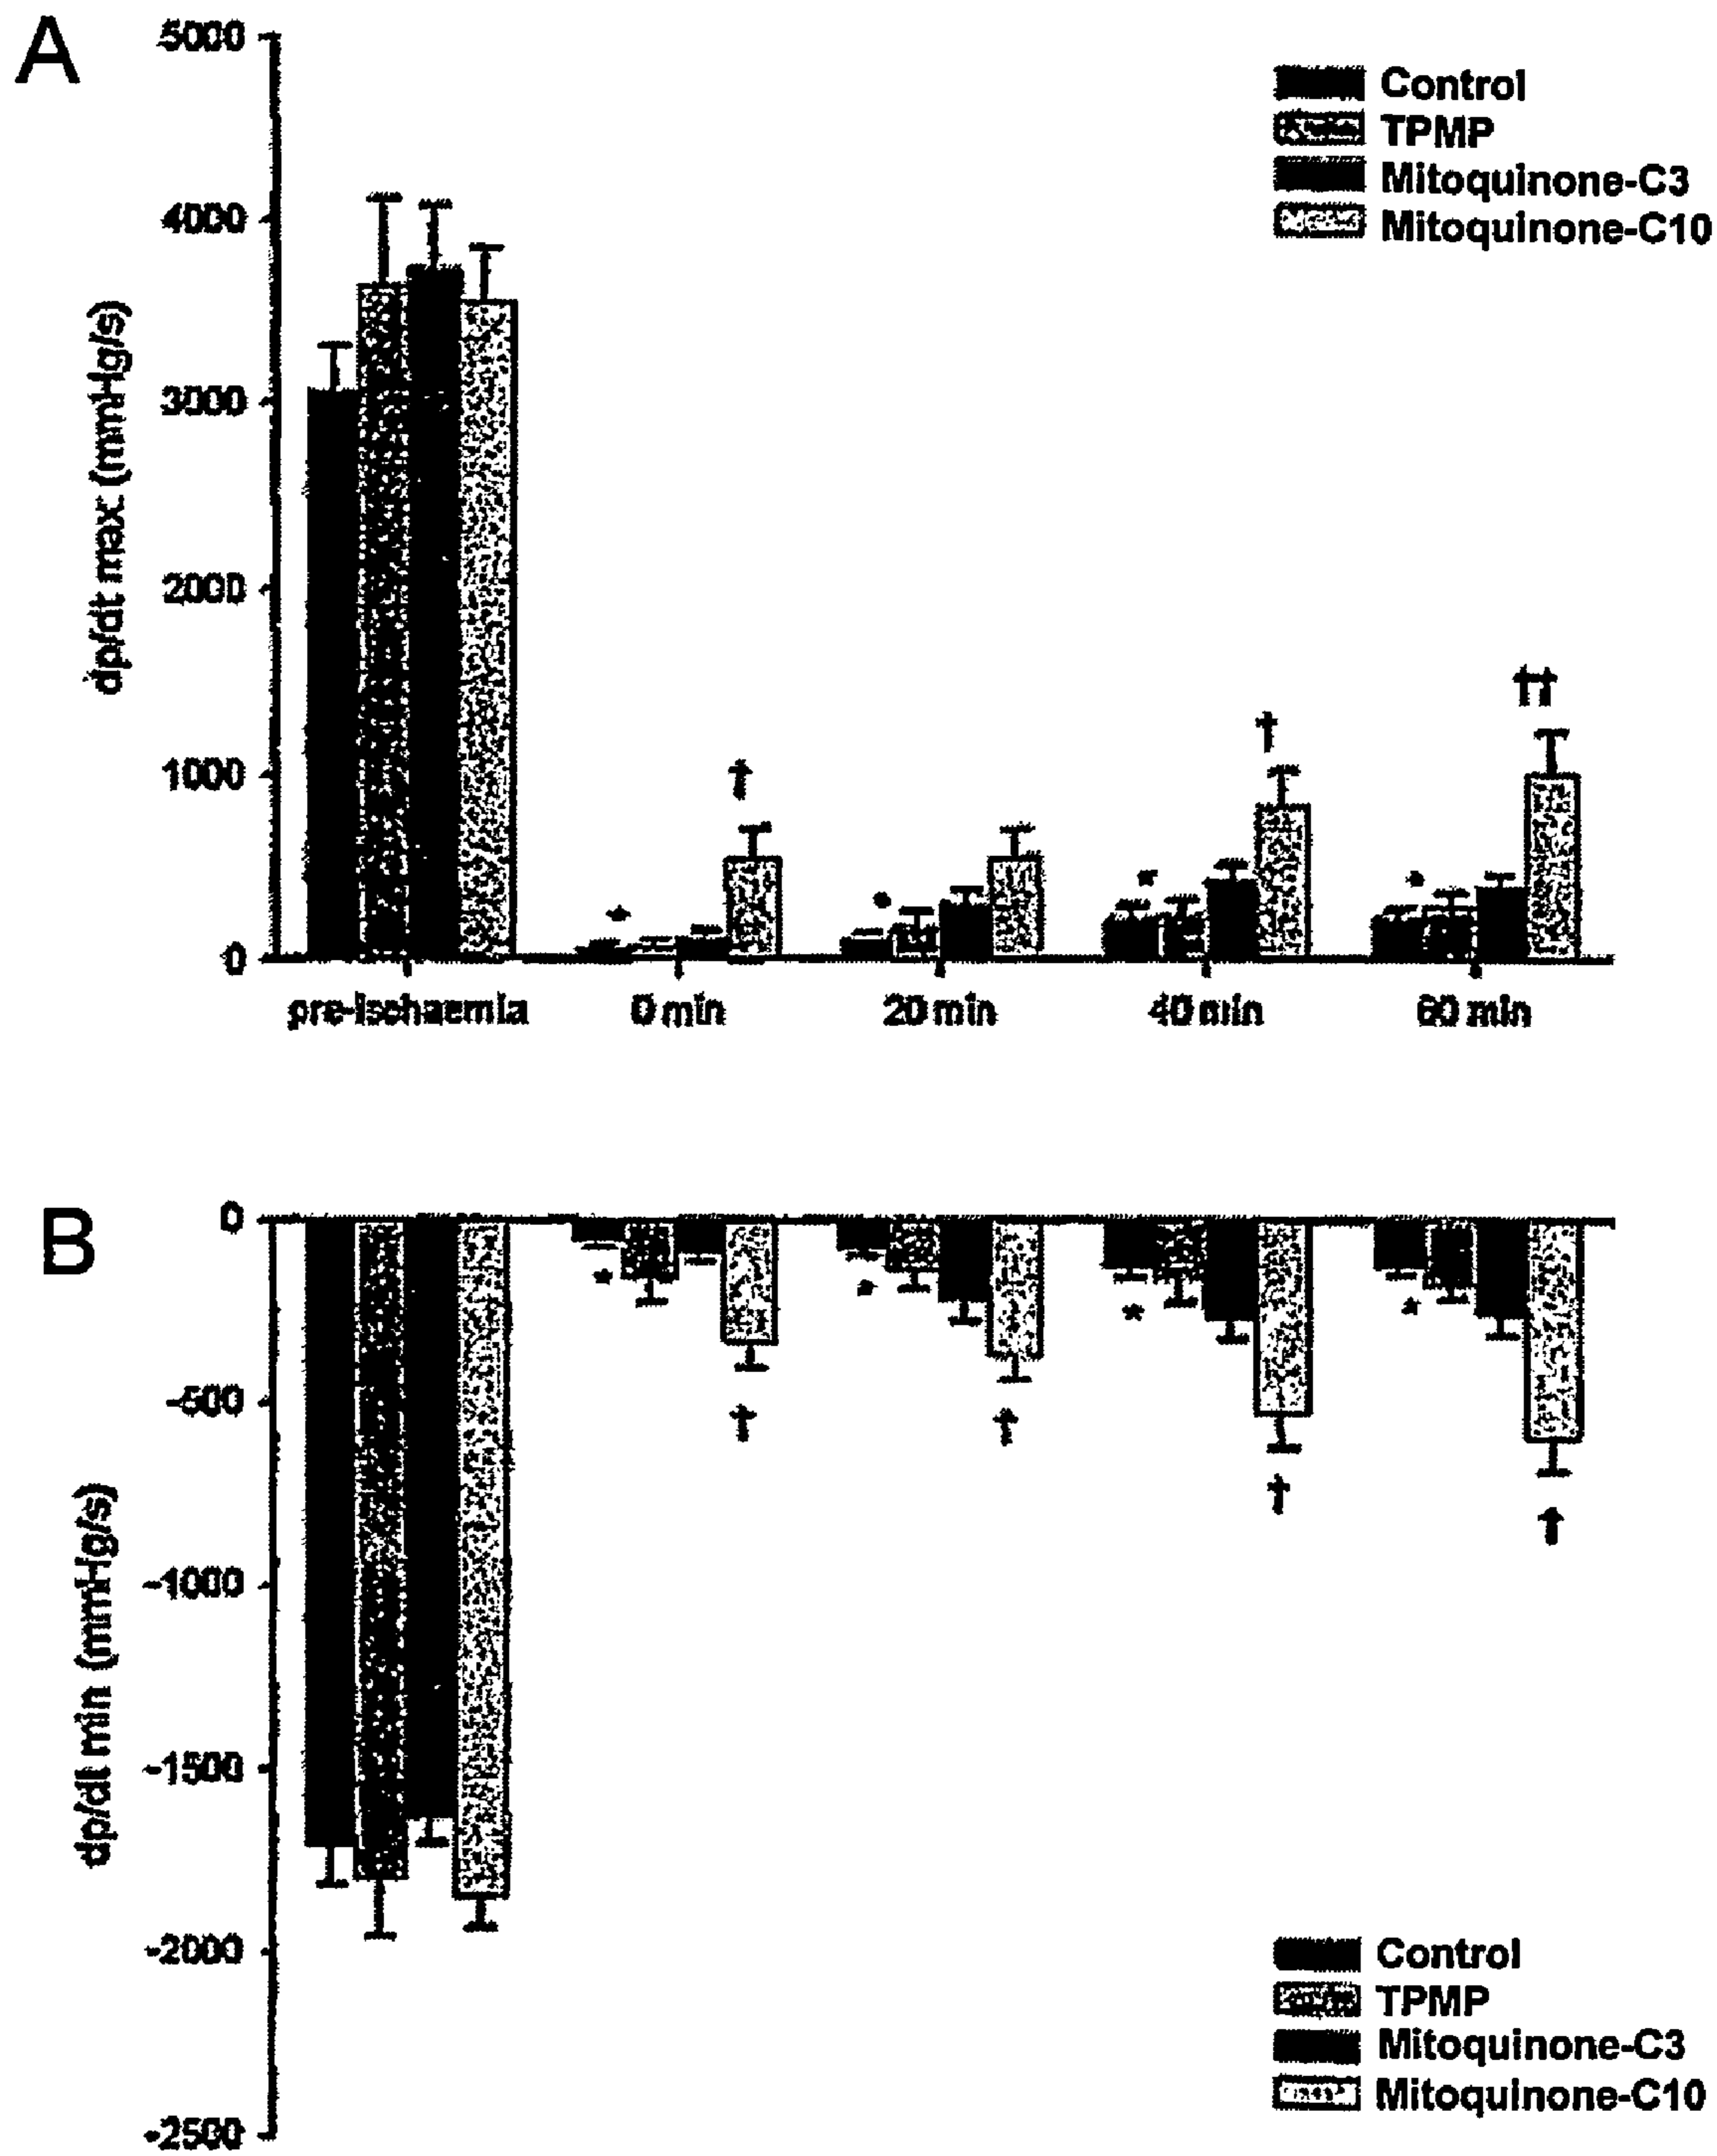 A
5000
4000
3000
2000
1000
0
dp/dt max (mmHg/s)
Control
TPMP
Mitoquinone-C3
Mitoquinone-C10
†
*
†
*
*
††
*
pre-ischaemia 0 min 20 min 40 min 60 min
B
0
-500
-1000
-1500
-2000
-2500
dp/dt min (mmHg/s)
*
*
*
*
†
†
†
†
Control
TPMP
Mitoquinone-C3
Mitoquinone-C10